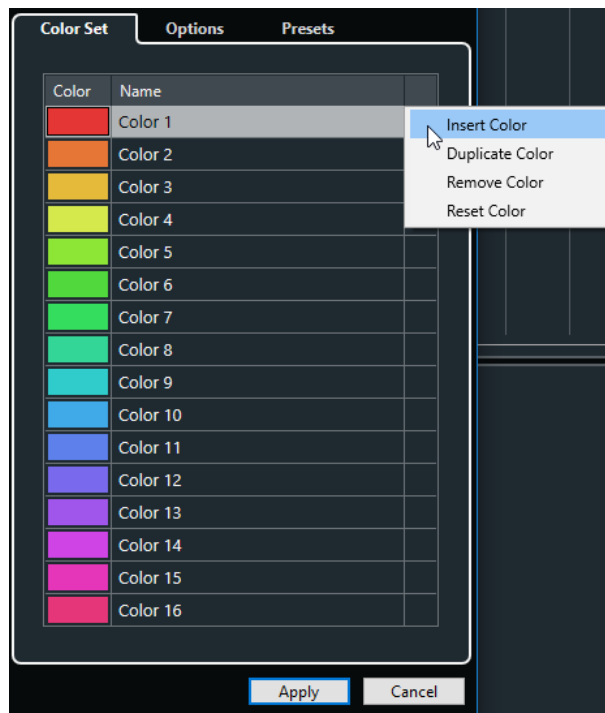 Color Set Options Presets
Color Name
Color 1
Insert Color
Color 2
Duplicate Color
Color 3
Remove Color
Color 4
Reset Color
Color 5
Color 6
Color 7
Color 8
Color 9
Color 10
Color 11
Color 12
Color 13
Color 14
Color 15
Color 16
Apply Cancel